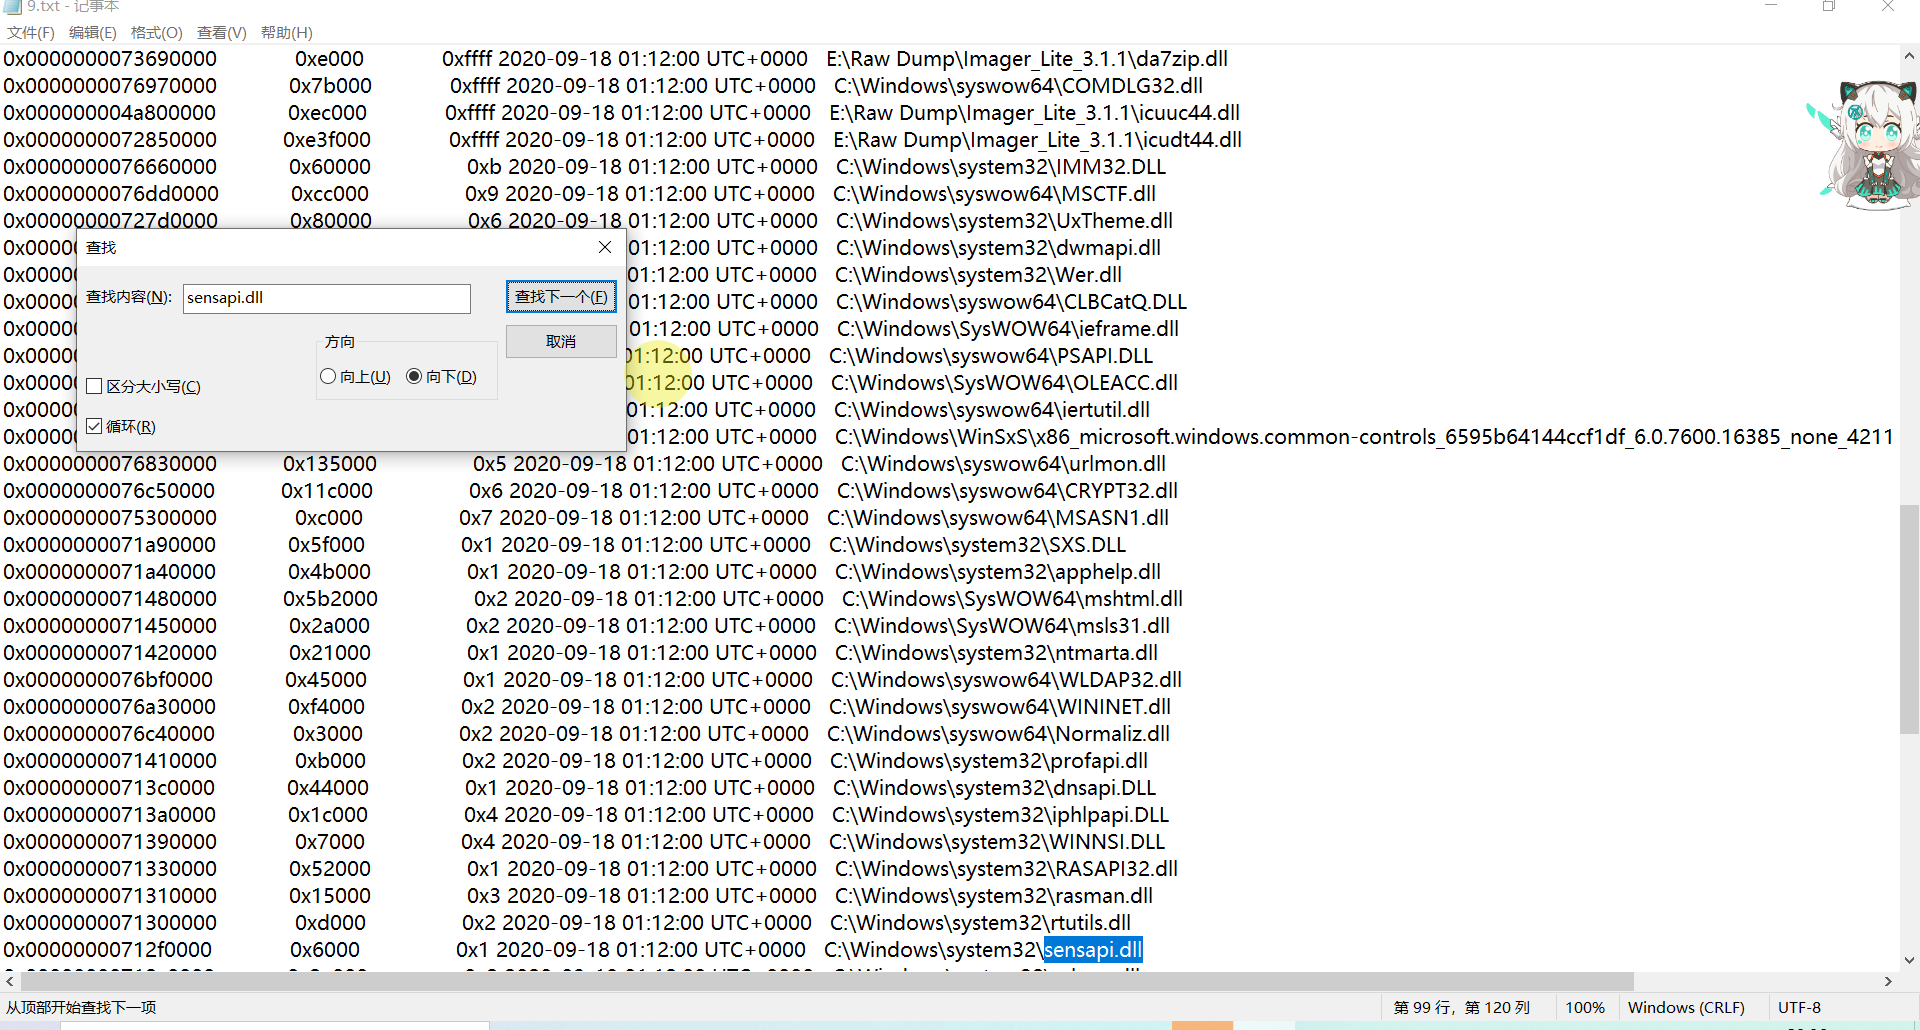 9.txt - 记事本
文件(F) 编辑(E) 格式(O) 查看(V) 帮助(H)
0x0000000073690000 0xe000 0xffff 2020-09-18 01:12:00 UTC+0000 E:\Raw Dump\Imager_Lite_3.1.1\da7zip.dll
0x0000000076970000 0x7b000 0xffff 2020-09-18 01:12:00 UTC+0000 C:\Windows\syswow64\COMDLG32.dll
0x000000004a800000 0xec000 0xffff 2020-09-18 01:12:00 UTC+0000 E:\Raw Dump\Imager_Lite_3.1.1\icuuc44.dll
0x0000000072850000 0xe3f000 0xffff 2020-09-18 01:12:00 UTC+0000 E:\Raw Dump\Imager_Lite_3.1.1\icudt44.dll
0x0000000076660000 0x60000 0xb 2020-09-18 01:12:00 UTC+0000 C:\Windows\system32\IMM32.DLL
0x0000000076dd0000 0xcc000 0x9 2020-09-18 01:12:00 UTC+0000 C:\Windows\syswow64\MSCTF.dll
0x00000000727d0000 0x80000 0x6 2020-09-18 01:12:00 UTC+0000 C:\Windows\system32\UxTheme.dll
0x0000 01:12:00 UTC+0000 C:\Windows\system32\dwmapi.dll
0x0000 01:12:00 UTC+0000 C:\Windows\system32\Wer.dll
0x0000 01:12:00 UTC+0000 C:\Windows\syswow64\CLBCatQ.DLL
0x0000 01:12:00 UTC+0000 C:\Windows\SysWOW64\ieframe.dll
0x0000 01:12:00 UTC+0000 C:\Windows\syswow64\PSAPI.DLL
0x0000 01:12:00 UTC+0000 C:\Windows\SysWOW64\OLEACC.dll
0x0000 01:12:00 UTC+0000 C:\Windows\syswow64\iertutil.dll
0x0000 01:12:00 UTC+0000 C:\Windows\WinSxS\x86_microsoft.windows.common-controls_6595b64144ccf1df_6.0.7600.16385_none_4211
查找
查找内容(N): sensapi.dll 查找下一个(F)
方向 取消
向上(U) 向下(D)
区分大小写(C)
循环(R)
0x0000000076830000 0x135000 0x5 2020-09-18 01:12:00 UTC+0000 C:\Windows\syswow64\urlmon.dll
0x0000000076c50000 0x11c000 0x6 2020-09-18 01:12:00 UTC+0000 C:\Windows\syswow64\CRYPT32.dll
0x0000000075300000 0xc000 0x7 2020-09-18 01:12:00 UTC+0000 C:\Windows\syswow64\MSASN1.dll
0x0000000071a90000 0x5f000 0x1 2020-09-18 01:12:00 UTC+0000 C:\Windows\system32\SXS.DLL
0x0000000071a40000 0x4b000 0x1 2020-09-18 01:12:00 UTC+0000 C:\Windows\system32\apphelp.dll
0x0000000071480000 0x5b2000 0x2 2020-09-18 01:12:00 UTC+0000 C:\Windows\SysWOW64\mshtml.dll
0x0000000071450000 0x2a000 0x2 2020-09-18 01:12:00 UTC+0000 C:\Windows\SysWOW64\msls31.dll
0x0000000071420000 0x21000 0x1 2020-09-18 01:12:00 UTC+0000 C:\Windows\system32\ntmarta.dll
0x0000000076bf0000 0x45000 0x1 2020-09-18 01:12:00 UTC+0000 C:\Windows\syswow64\WLDAP32.dll
0x0000000076a30000 0xf4000 0x2 2020-09-18 01:12:00 UTC+0000 C:\Windows\syswow64\WININET.dll
0x0000000076c40000 0x3000 0x2 2020-09-18 01:12:00 UTC+0000 C:\Windows\syswow64\Normaliz.dll
0x0000000071410000 0xb000 0x2 2020-09-18 01:12:00 UTC+0000 C:\Windows\system32\profapi.dll
0x00000000713c0000 0x44000 0x1 2020-09-18 01:12:00 UTC+0000 C:\Windows\system32\dnsapi.DLL
0x00000000713a0000 0x1c000 0x4 2020-09-18 01:12:00 UTC+0000 C:\Windows\system32\iphlpapi.DLL
0x0000000071390000 0x7000 0x4 2020-09-18 01:12:00 UTC+0000 C:\Windows\system32\WINNSI.DLL
0x0000000071330000 0x52000 0x1 2020-09-18 01:12:00 UTC+0000 C:\Windows\system32\RASAPI32.dll
0x0000000071310000 0x15000 0x3 2020-09-18 01:12:00 UTC+0000 C:\Windows\system32\rasman.dll
0x0000000071300000 0xd000 0x2 2020-09-18 01:12:00 UTC+0000 C:\Windows\system32\rtutils.dll
0x00000000712f0000 0x6000 0x1 2020-09-18 01:12:00 UTC+0000 C:\Windows\system32\sensapi.dll
从顶部开始查找下一项 第 99 行，第 120 列 100% Windows (CRLF) UTF-8